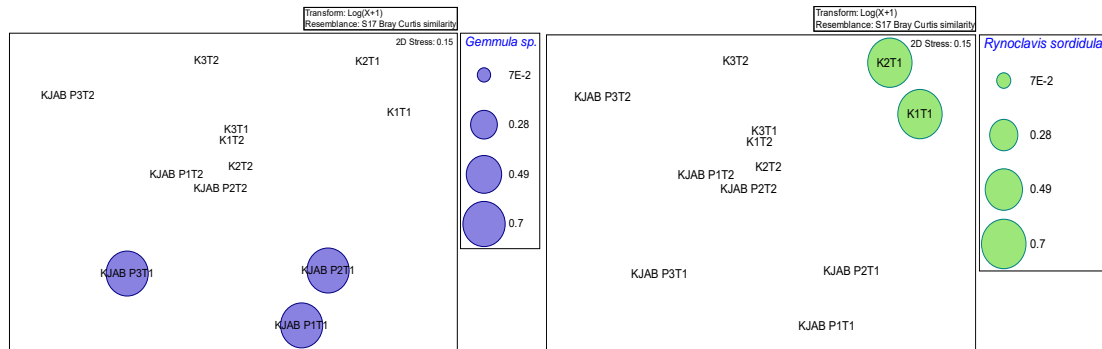 Transform: Log(X+1)
Resemblance: S17 Bray Curtis similarity
2D Stress: 0.15
K3T2
K2T1
KJAB P3T2
K1T1
K3T1
K1T2
K2T2
KJAB P1T2
KJAB P2T2
KJAB P3T1
KJAB P2T1
KJAB P1T1
Gemmula sp.
7E-2
0.28
0.49
0.7
Transform: Log(X+1)
Resemblance: S17 Bray Curtis similarity
2D Stress: 0.15
K3T2
K2T1
KJAB P3T2
K1T1
K3T1
K1T2
K2T2
KJAB P1T2
KJAB P2T2
KJAB P3T1
KJAB P2T1
KJAB P1T1
Rynoclavis sordidula
7E-2
0.28
0.49
0.7